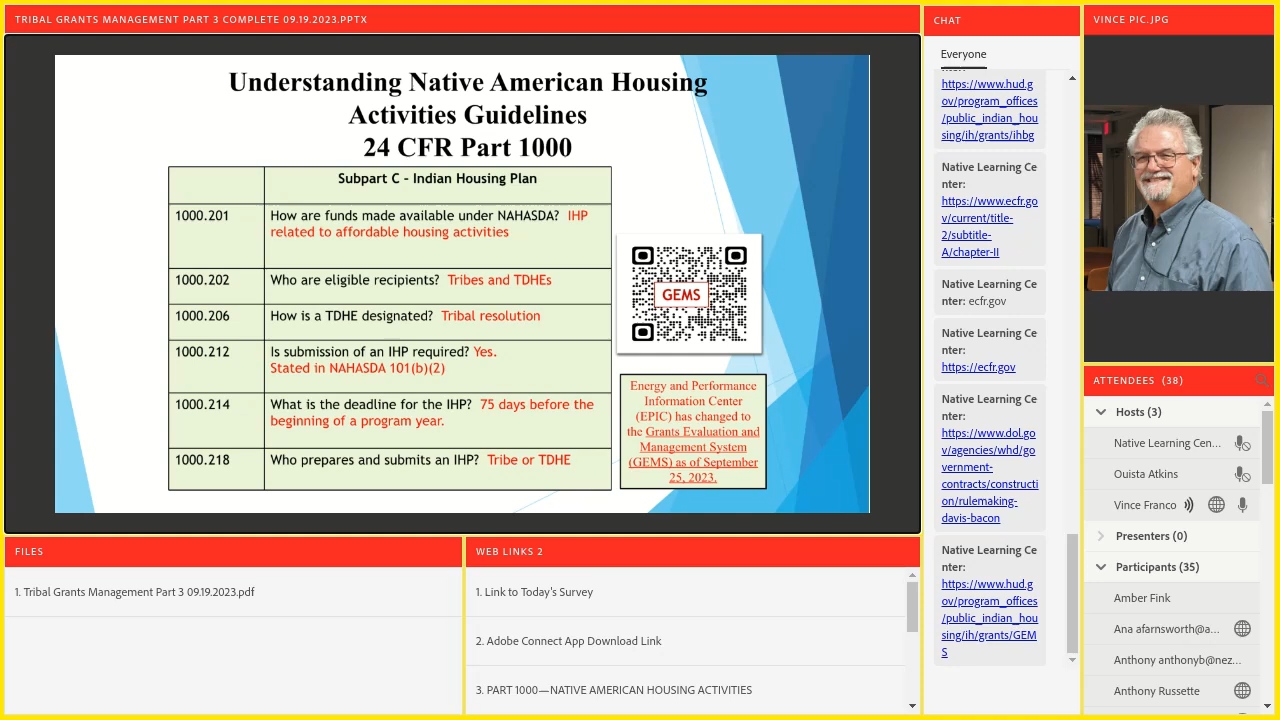 TRIBAL GRANTS MANAGEMENT PART 3 COMPLETE 09.19.2023.PPTX
Understanding Native American Housing
Activities Guidelines
24 CFR Part 1000
Subpart C - Indian Housing Plan
1000.201 How are funds made available under NAHASDA? IHP
related to affordable housing activities
1000.202 Who are eligible recipients? Tribes and TDHEs
1000.206 How is a TDHE designated? Tribal resolution
1000.212 Is submission of an IHP required? Yes.
Stated in NAHASDA 101(b)(2)
1000.214 What is the deadline for the IHP? 75 days before the
beginning of a program year.
1000.218 Who prepares and submits an IHP? Tribe or TDHE
GEMS
Energy and Performance
Information Center
(EPIC) has changed to
the Grants Evaluation and
Management System
(GEMS) as of September
25, 2023.
FILES
1. Tribal Grants Management Part 3 09.19.2023.pdf
WEB LINKS 2
1. Link to Today's Survey
2. Adobe Connect App Download Link
3. PART 1000—NATIVE AMERICAN HOUSING ACTIVITIES
CHAT
Everyone
https://www.hud.g
ov/program_offices
/public_indian_hou
sing/ih/grants/ihbg
Native Learning Ce
nter:
https://www.ecfr.go
v/current/title-
2/subtitle-
A/chapter-II
Native Learning Ce
nter: ecfr.gov
Native Learning Ce
nter:
https://ecfr.gov
Native Learning Ce
nter:
https://www.dol.go
v/agencies/whd/go
vernment-
contracts/constructi
on/rulemaking-
davis-bacon
Native Learning Ce
nter:
https://www.hud.g
ov/program_offices
/public_indian_hou
sing/ih/grants/GEM
S
VINCE PIC.JPG
ATTENDEES (38)
Hosts (3)
Native Learning Cen...
Ouista Atkins
Vince Franco
Presenters (0)
Participants (35)
Amber Fink
Ana afarnsworth@a...
Anthony anthonyb@nez...
Anthony Russette